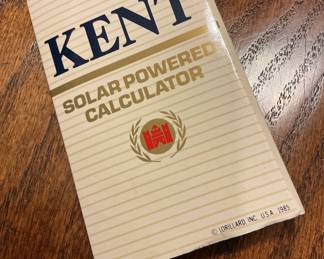 KENT
SOLAR POWERED
CALCULATOR
© LORILLARD, INC. U.S.A. 1985